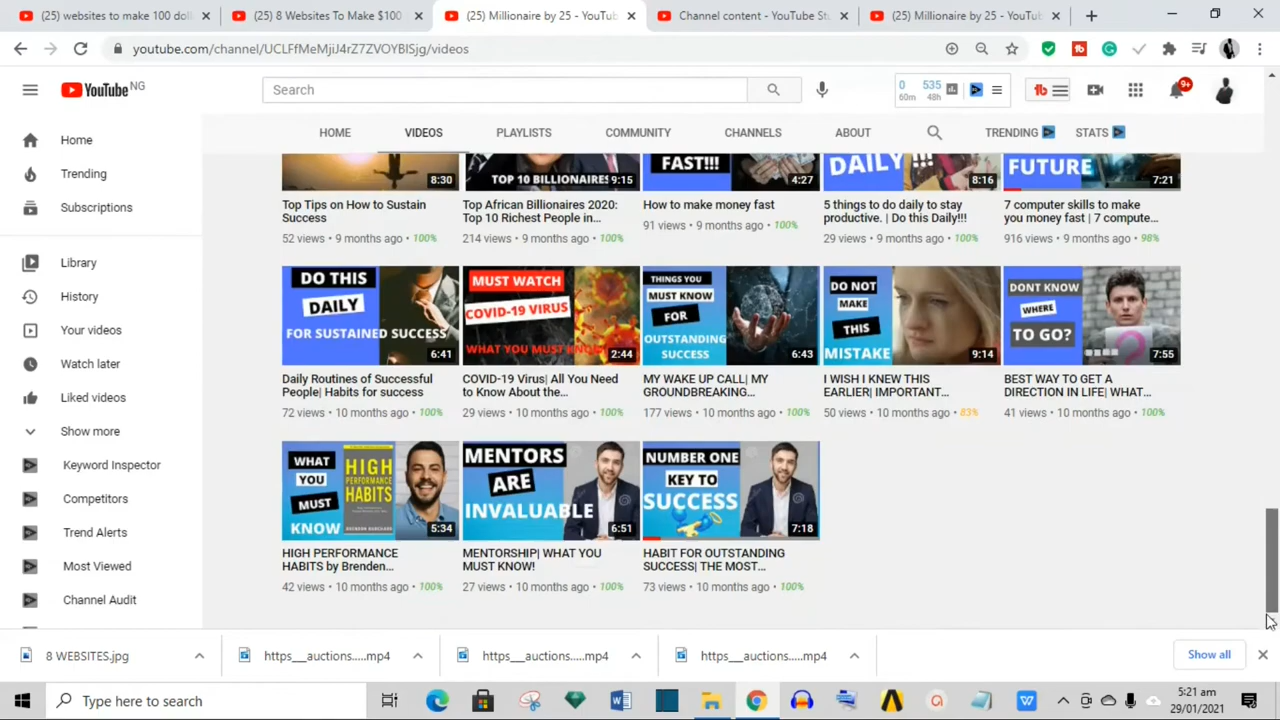 (25) websites to make 100 doll
(25) 8 Websites To Make $100
(25) Millionaire by 25 - YouTube
Channel content - YouTube Stu
(25) Millionaire by 25 - YouTub
youtube.com/channel/UCLFfMeMjiJ4rZ7ZVOYBISjg/videos
YouTube NG
Search
0 535
60m 48h
9+
HOME VIDEOS PLAYLISTS COMMUNITY CHANNELS ABOUT TRENDING STATS
Home
Trending
Subscriptions
Library
History
Your videos
Watch later
Liked videos
Show more
Keyword Inspector
Competitors
Trend Alerts
Most Viewed
Channel Audit
8:30
TOP 10 BILLIONAIRES 9:15
FAST!!! 4:27
DAILY !!! 8:16
FUTURE 7:21
Top Tips on How to Sustain
Success
52 views • 9 months ago • 100%
Top African Billionaires 2020:
Top 10 Richest People in...
214 views • 9 months ago • 100%
How to make money fast
91 views • 9 months ago • 100%
5 things to do daily to stay
productive. | Do this Daily!!!
29 views • 9 months ago • 100%
7 computer skills to make
you money fast | 7 compute...
916 views • 9 months ago • 98%
DO THIS
DAILY
FOR SUSTAINED SUCCESS
6:41
Daily Routines of Successful
People| Habits for success
72 views • 10 months ago • 100%
MUST WATCH
COVID-19 VIRUS
WHAT YOU MUST KNOW
2:44
COVID-19 Virus| All You Need
to Know About the...
29 views • 10 months ago • 100%
THINGS YOU
MUST KNOW
FOR
OUTSTANDING
SUCCESS
6:43
MY WAKE UP CALL| MY
GROUNDBREAKING...
177 views • 10 months ago • 100%
DO NOT
MAKE
THIS
MISTAKE
9:14
I WISH I KNEW THIS
EARLIER| IMPORTANT...
50 views • 10 months ago • 83%
DONT KNOW
WHERE
TO GO?
7:55
BEST WAY TO GET A
DIRECTION IN LIFE| WHAT...
41 views • 10 months ago • 100%
WHAT
YOU
MUST
KNOW
HIGH
PERFORMANCE
HABITS
5:34
HIGH PERFORMANCE
HABITS by Brenden...
42 views • 10 months ago • 100%
MENTORS
ARE
INVALUABLE
6:51
MENTORSHIP| WHAT YOU
MUST KNOW!
27 views • 10 months ago • 100%
NUMBER ONE
KEY TO
SUCCESS
7:18
HABIT FOR OUTSTANDING
SUCCESS| THE MOST...
73 views • 10 months ago • 100%
8 WEBSITES.jpg
https___auctions.....mp4
https___auctions.....mp4
https___auctions.....mp4
Show all
Type here to search
5:21 am
29/01/2021